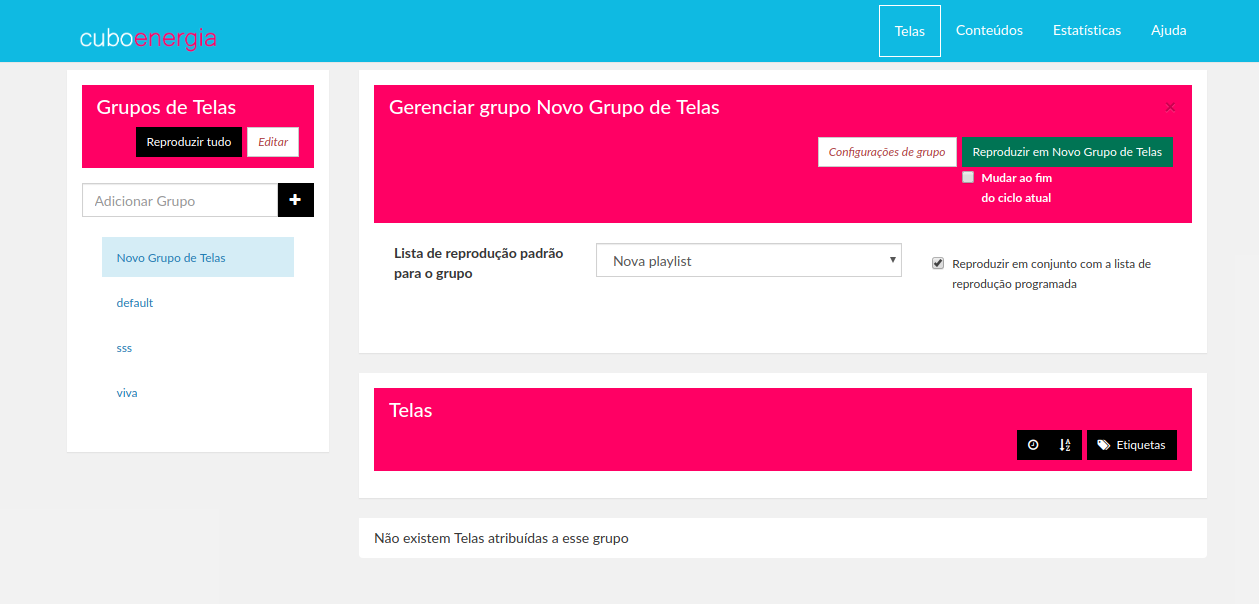 cuboenergia
Telas
Conteúdos
Estatísticas
Ajuda
Grupos de Telas
Reproduzir tudo
Editar
Adicionar Grupo
Novo Grupo de Telas
default
sss
viva
Gerenciar grupo Novo Grupo de Telas
×
Configurações de grupo
Reproduzir em Novo Grupo de Telas
Mudar ao fim
do ciclo atual
Lista de reprodução padrão
para o grupo
Nova playlist
Reproduzir em conjunto com a lista de
reprodução programada
Telas
Etiquetas
Não existem Telas atribuídas a esse grupo